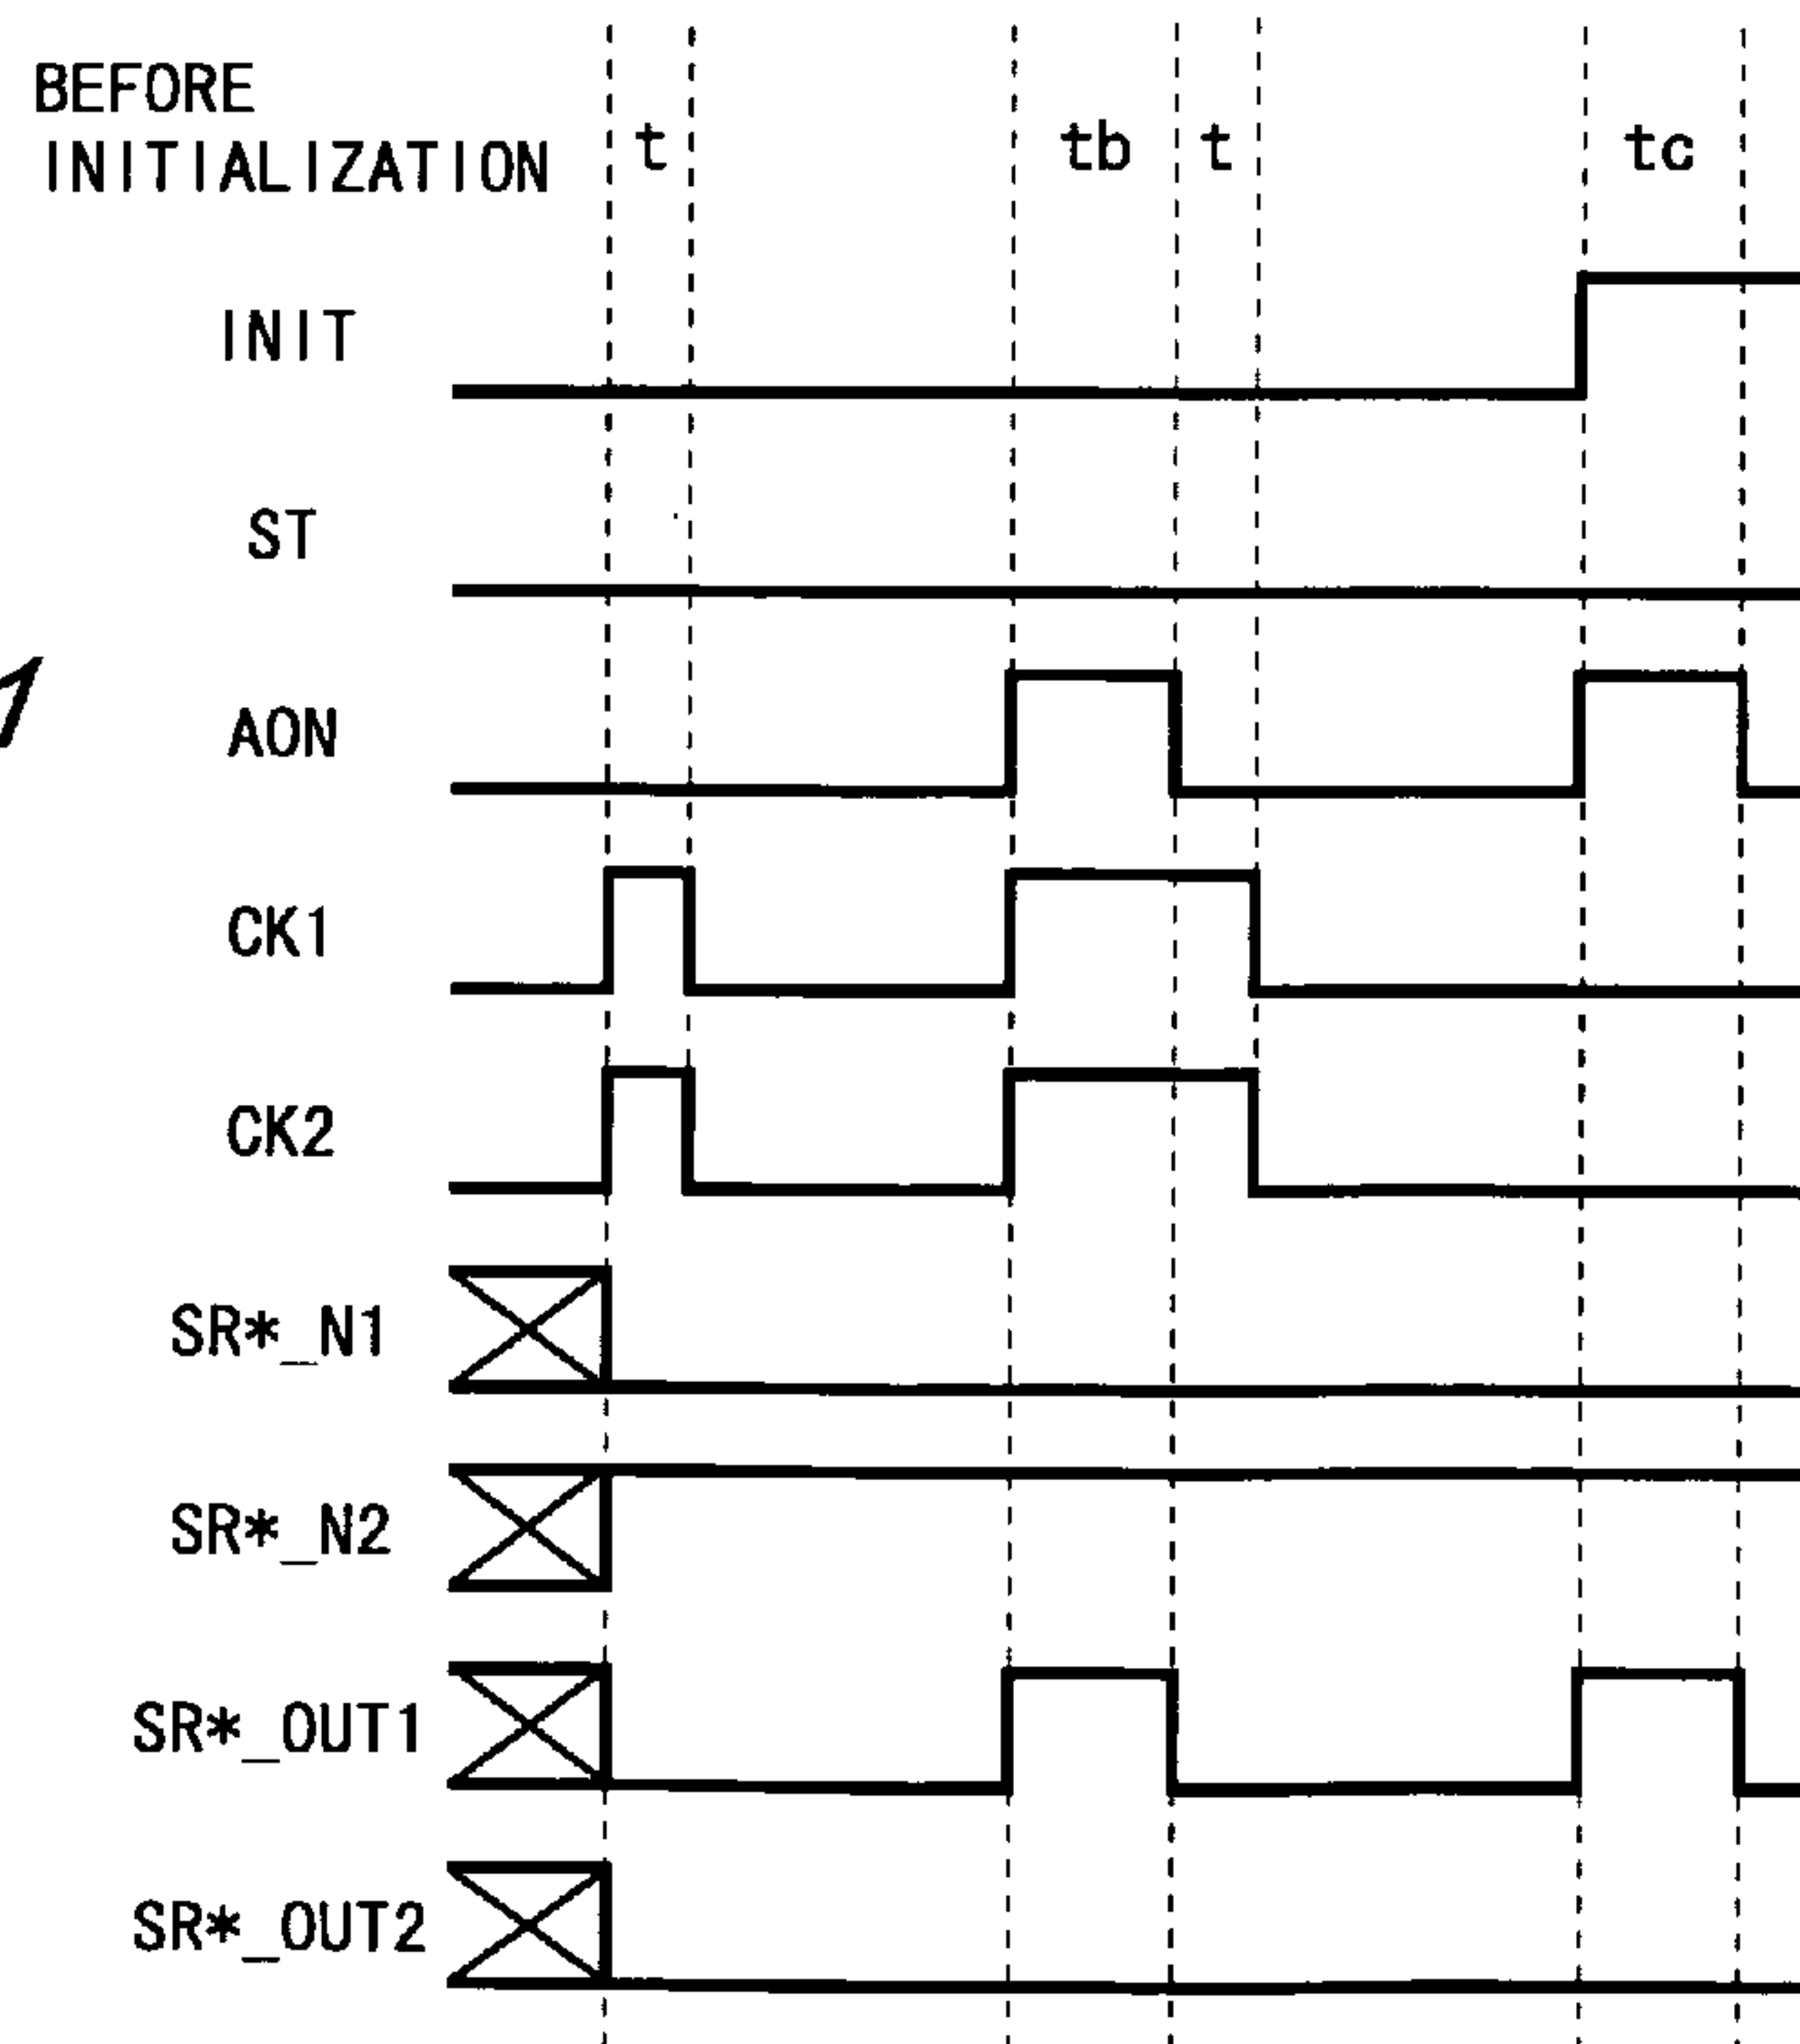 BEFORE
INITIALIZATION
t
tb
t
tc
INIT
ST
AON
CK1
CK2
SR*_N1
SR*_N2
SR*_OUT1
SR*_OUT2